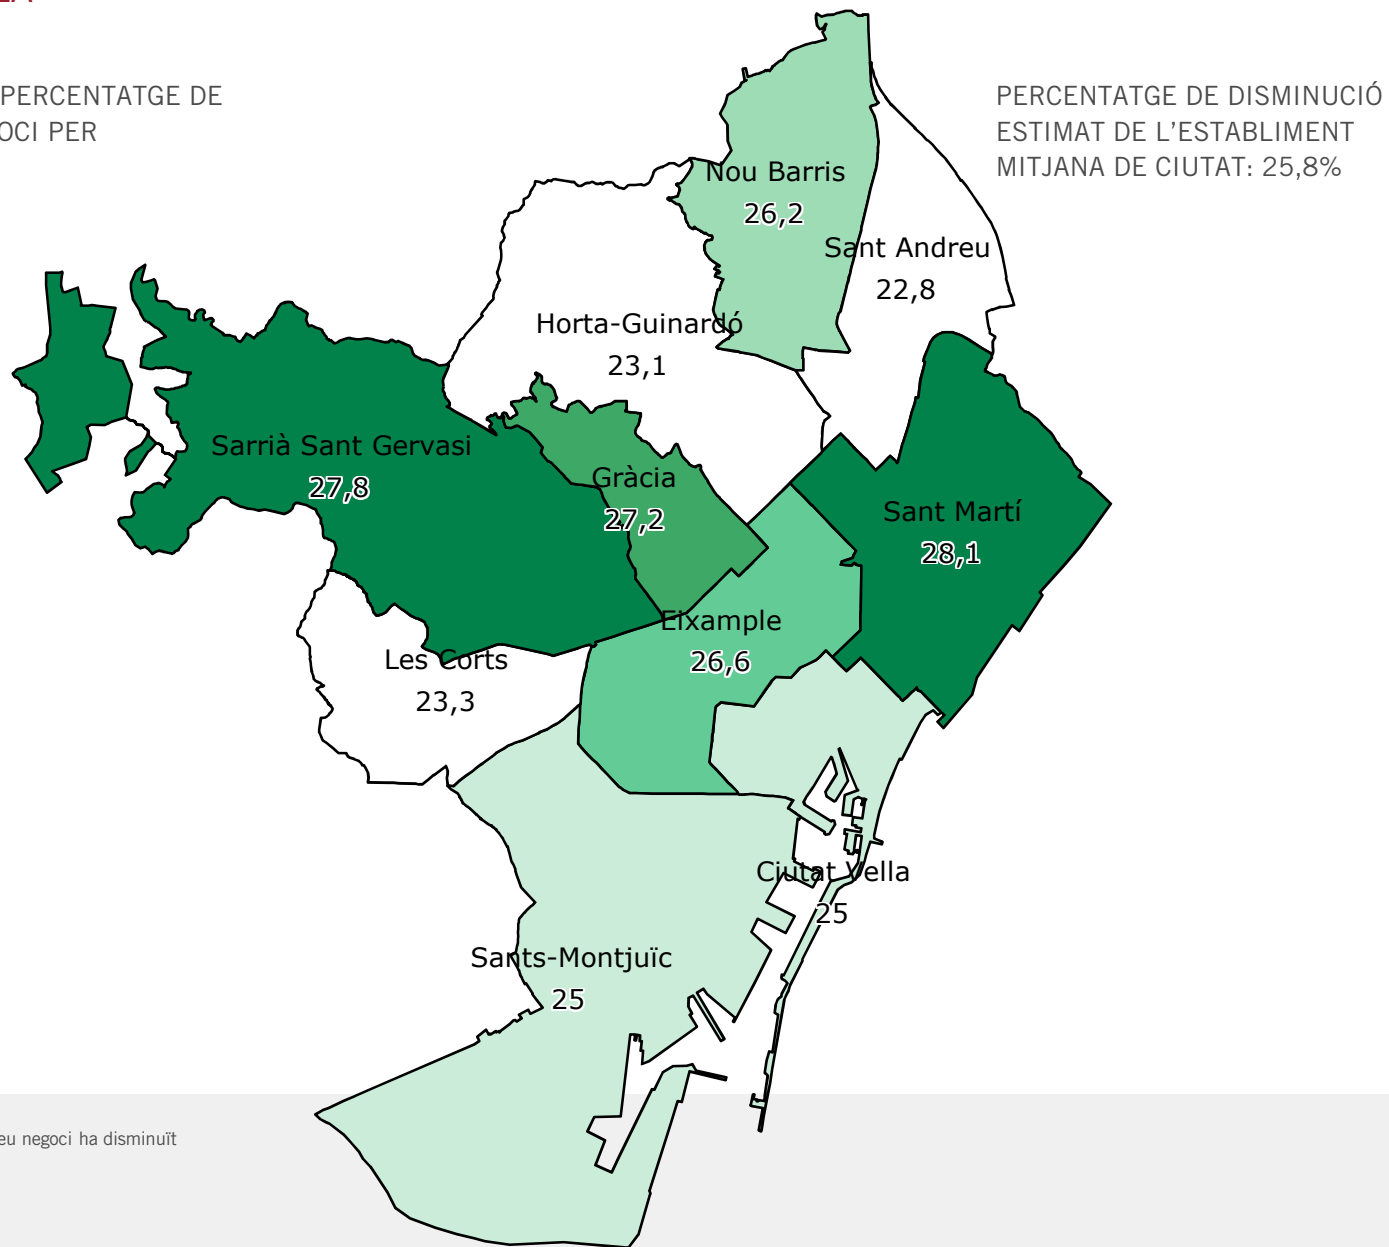 PERCENTATGE DE
OCI PER
PERCENTATGE DE DISMINUCIÓ
ESTIMAT DE L’ESTABLIMENT
MITJANA DE CIUTAT: 25,8%
Nou Barris
26,2
Sant Andreu
22,8
Horta-Guinardó
23,1
Sarrià Sant Gervasi
27,8
Gràcia
27,2
Sant Martí
28,1
Eixample
26,6
Les Corts
23,3
Ciutat Vella
25
Sants-Montjuïc
25
eu negoci ha disminuït